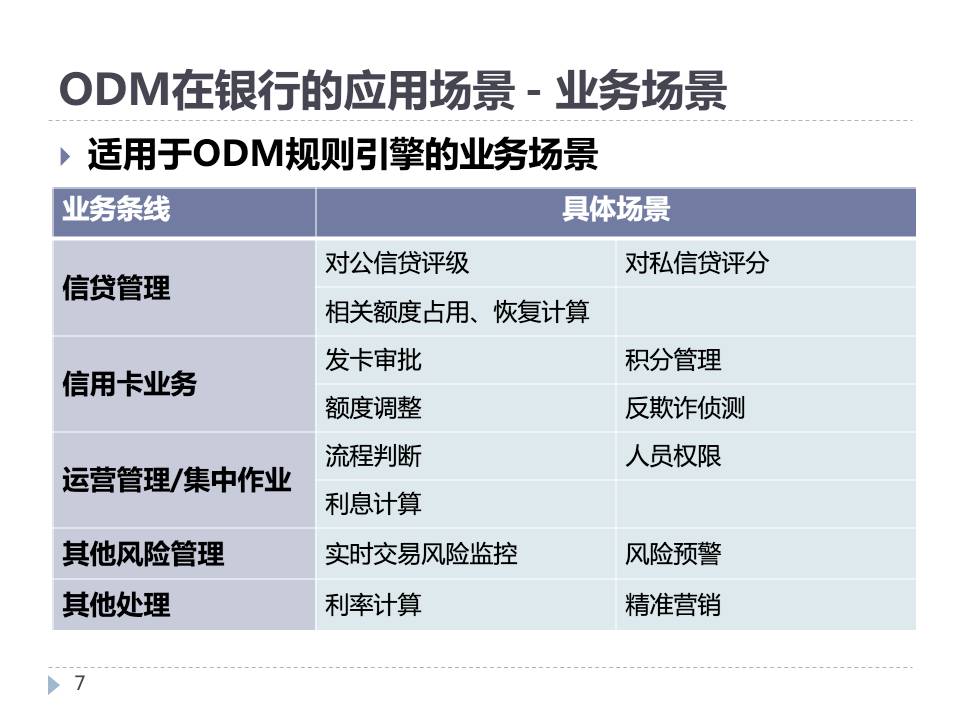 ODM在银行的应用场景 - 业务场景
适用于ODM规则引擎的业务场景
业务条线 具体场景
信贷管理
对公信贷评级 对私信贷评分
相关额度占用、恢复计算
信用卡业务
发卡审批 积分管理
额度调整 反欺诈侦测
运营管理/集中作业
流程判断 人员权限
利息计算
其他风险管理 实时交易风险监控 风险预警
其他处理 利率计算 精准营销
7